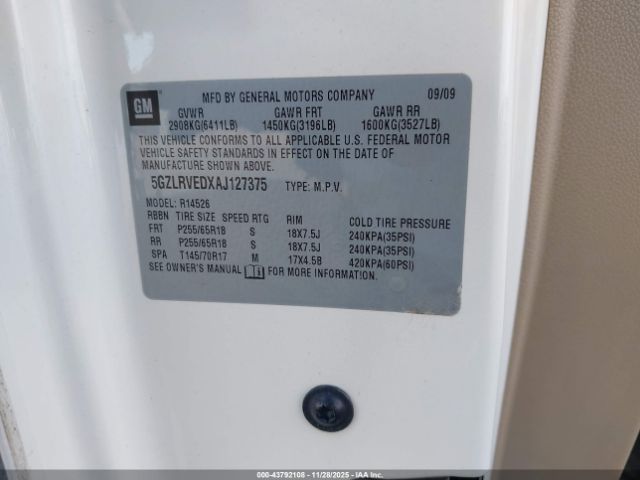 GM
MFD BY GENERAL MOTORS COMPANY 09/09
GVWR GAWR FRT GAWR RR
2908KG(6411LB) 1450KG(3196LB) 1600KG(3527LB)
THIS VEHICLE CONFORMS TO ALL APPLICABLE U.S. FEDERAL MOTOR
VEHICLE SAFETY STANDARDS IN EFFECT ON THE DATE OF
MANUFACTURE SHOWN ABOVE.
5GZLRVEDXAJ127375 TYPE: M.P.V.
MODEL: R14526
RBBN TIRE SIZE SPEED RTG RIM COLD TIRE PRESSURE
FRT P255/65R18 S 18X7.5J 240KPA(35PSI)
RR P255/65R18 S 18X7.5J 240KPA(35PSI)
SPA T145/70R17 M 17X4.5B 420KPA(60PSI)
SEE OWNER'S MANUAL FOR MORE INFORMATION.
000-43792108 - 11/28/2025 - IAA Inc.